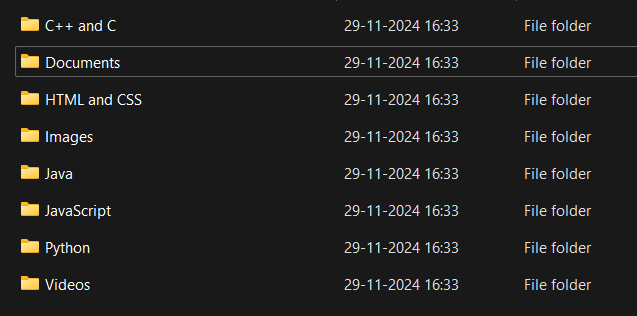 C++ and C 29-11-2024 16:33 File folder
Documents 29-11-2024 16:33 File folder
HTML and CSS 29-11-2024 16:33 File folder
Images 29-11-2024 16:33 File folder
Java 29-11-2024 16:33 File folder
JavaScript 29-11-2024 16:33 File folder
Python 29-11-2024 16:33 File folder
Videos 29-11-2024 16:33 File folder